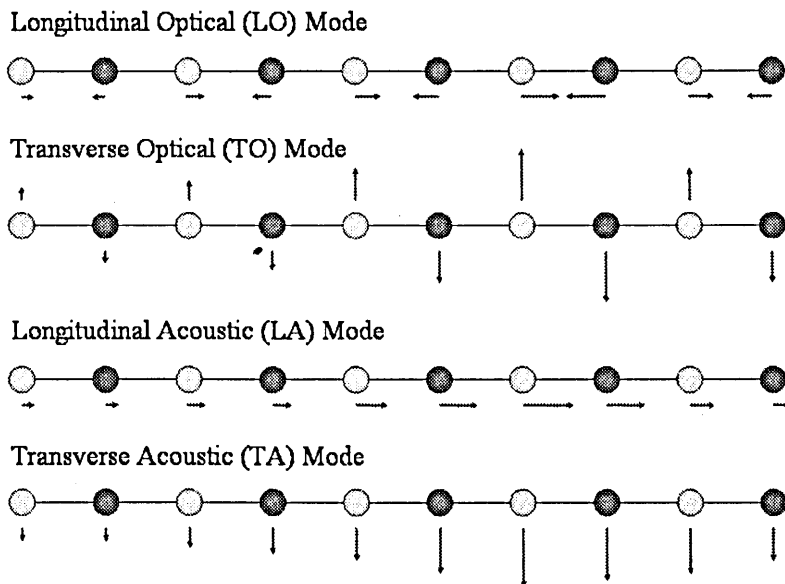 Longitudinal Optical (LO) Mode
Transverse Optical (TO) Mode
Longitudinal Acoustic (LA) Mode
Transverse Acoustic (TA) Mode